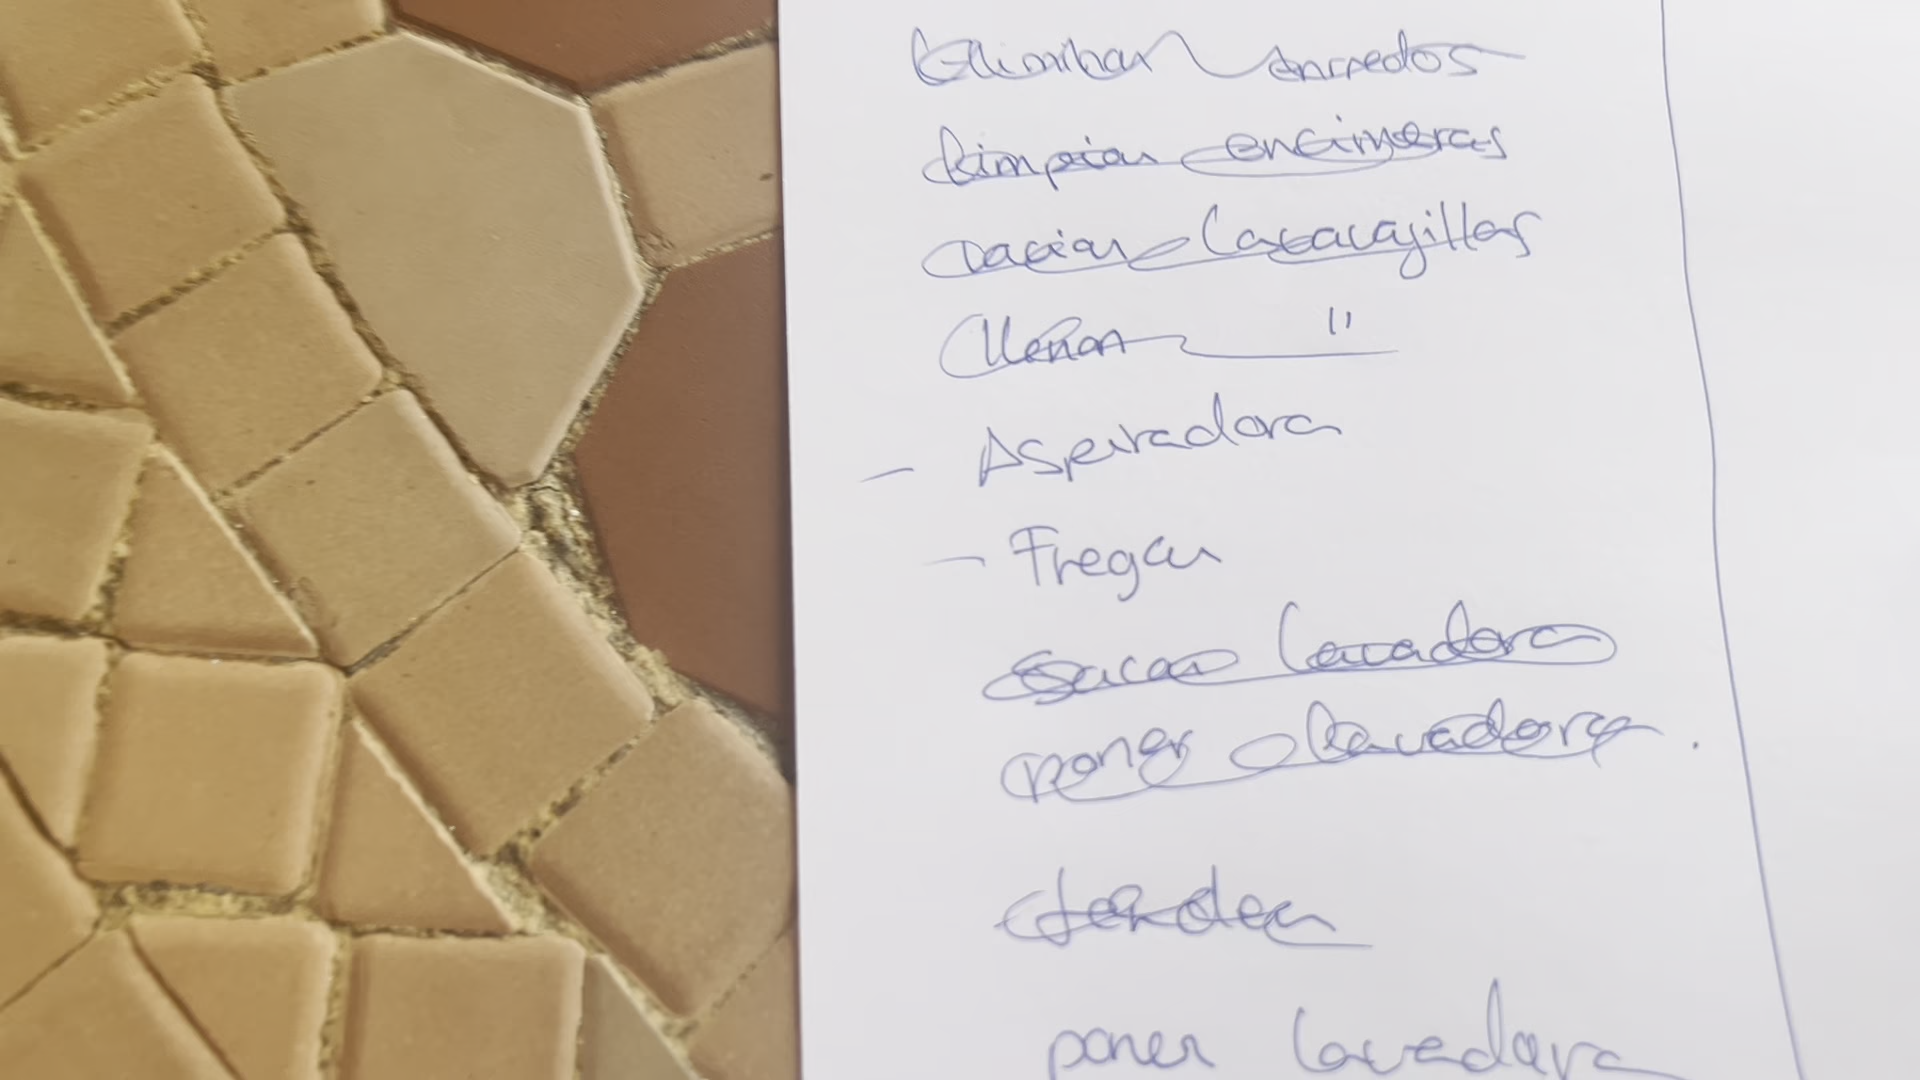 Eliminar enredos
limpiar encimeras
vaciar lavavajillas
llenar "
- Aspiradora
- Fregar
sacar lavadora
poner lavadora
tender
poner lavadora